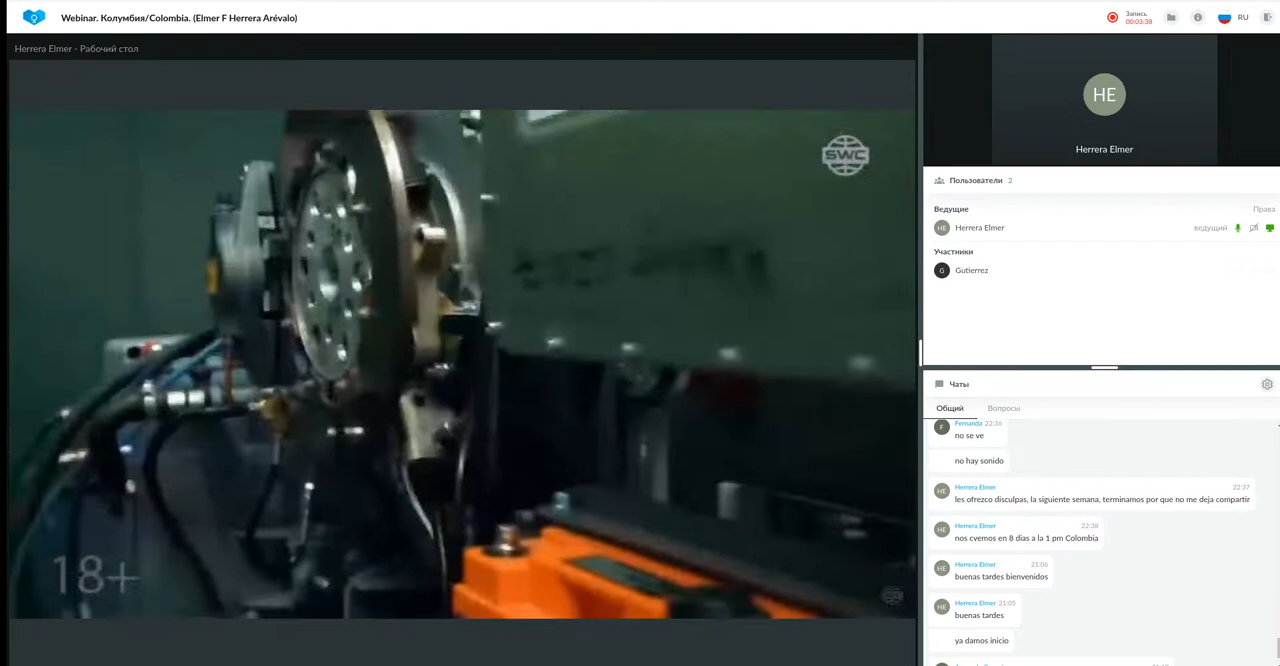 Webinar. Колумбия/Colombia. (Elmer F Herrera Arévalo)
Запись
00:03:38
RU
Herrera Elmer - Рабочий стол
SWC
18+
HE
Herrera Elmer
Пользователи 2
Ведущие Права
HE Herrera Elmer ведущий
Участники
G Gutierrez
Чаты
Общий Вопросы
F Fernanda 22:36
no se ve
no hay sonido
HE Herrera Elmer 22:37
les ofrezco disculpas, la siguiente semana, terminamos por que no me deja compartir
HE Herrera Elmer 22:38
nos cvemos en 8 dias a la 1 pm Colombia
HE Herrera Elmer 21:06
buenas tardes bienvenidos
HE Herrera Elmer 21:05
buenas tardes
ya damos inicio